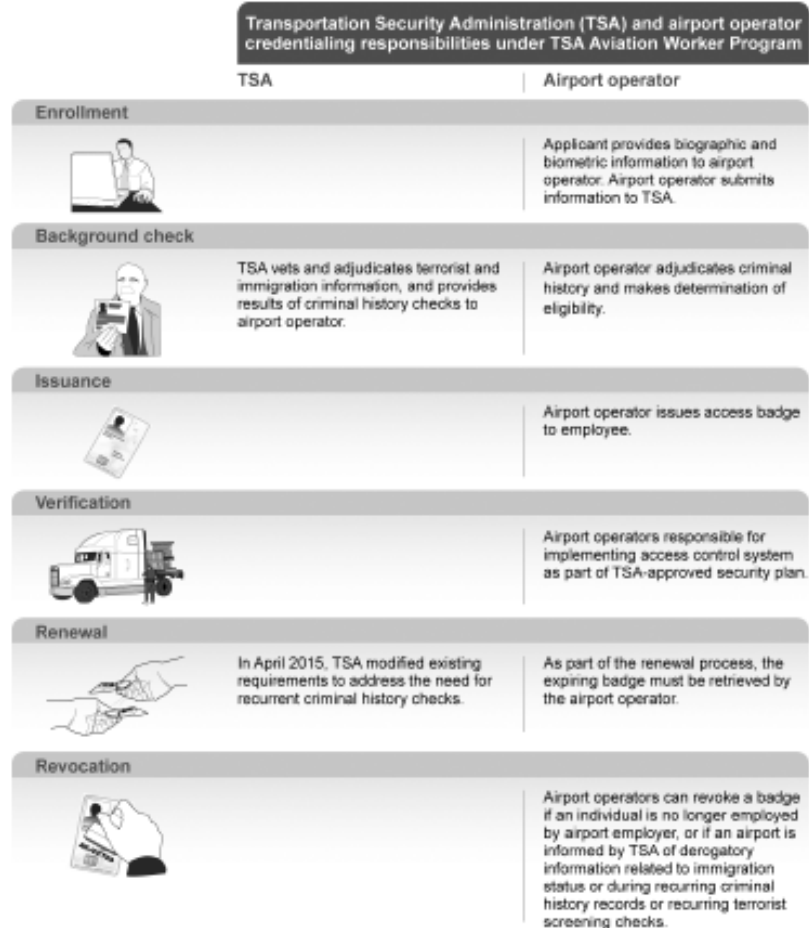 Transportation Security Administration (TSA) and airport operator
credentialing responsibilities under TSA Aviation Worker Program
TSA
Airport operator
Enrollment
Applicant provides biographic and
biometric information to airport
operator. Airport operator submits
information to TSA.
Background check
TSA vets and adjudicates terrorist and
immigration information, and provides
results of criminal history checks to
airport operator.
Airport operator adjudicates criminal
history and makes determination of
eligibility.
Issuance
Airport operator issues access badge
to employee.
Verification
Airport operators responsible for
implementing access control system
as part of TSA-approved security plan.
Renewal
In April 2015, TSA modified existing
requirements to address the need for
recurrent criminal history checks.
As part of the renewal process, the
expiring badge must be retrieved by
the airport operator.
Revocation
Airport operators can revoke a badge
if an individual is no longer employed
by airport employer, or if an airport is
informed by TSA of derogatory
information related to immigration
status or during recurring criminal
history records or recurring terrorist
screening checks.